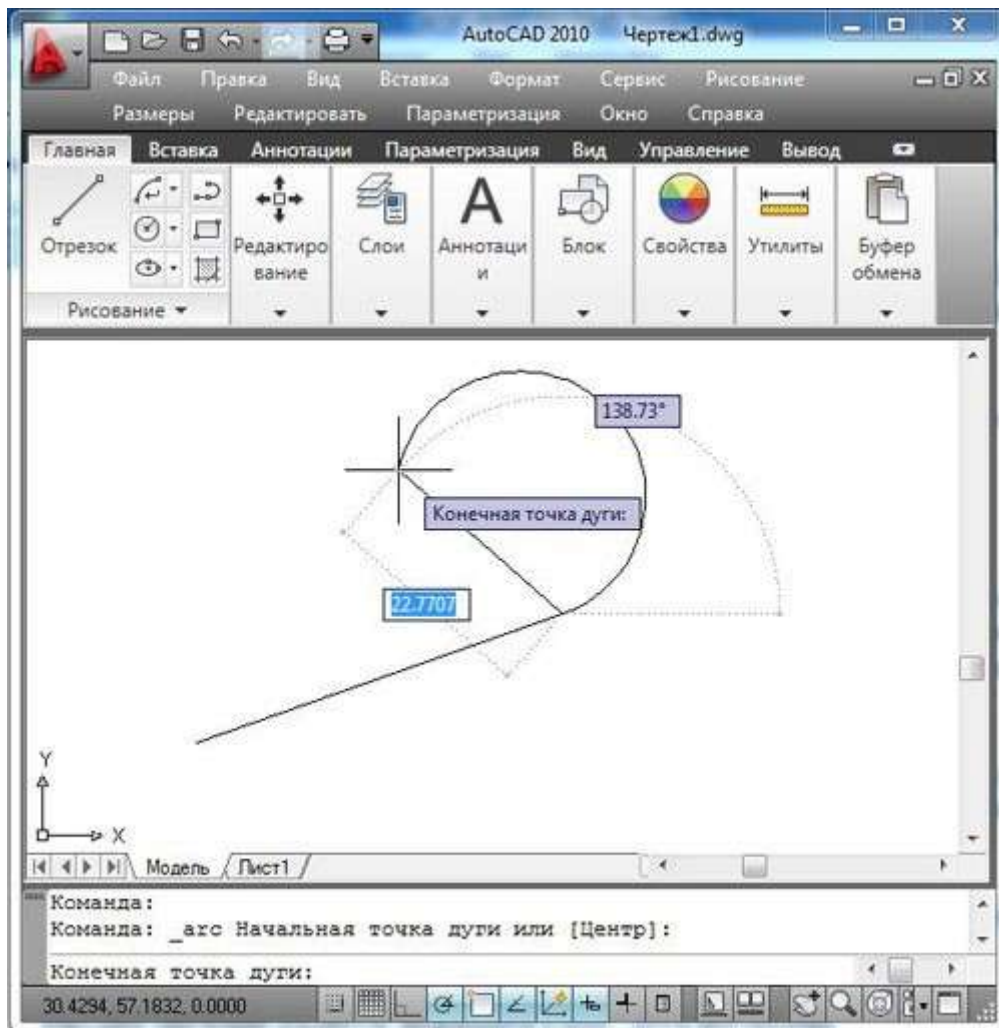 AutoCAD 2010 Чертеж1.dwg
Файл Правка Вид Вставка Формат Сервис Рисование
Размеры Редактировать Параметризация Окно Справка
Главная Вставка Аннотации Параметризация Вид Управление Вывод
Отрезок
Редактиро
вание
Слои
A
Аннотаци
и
Блок
Свойства
Утилиты
Буфер
обмена
Рисование
138.73°
Конечная точка дуги:
22.7707
Y
X
Модель Лист1
Команда:
Команда: _arc Начальная точка дуги или [Центр]:
Конечная точка дуги:
30.4294, 57.1832, 0.0000